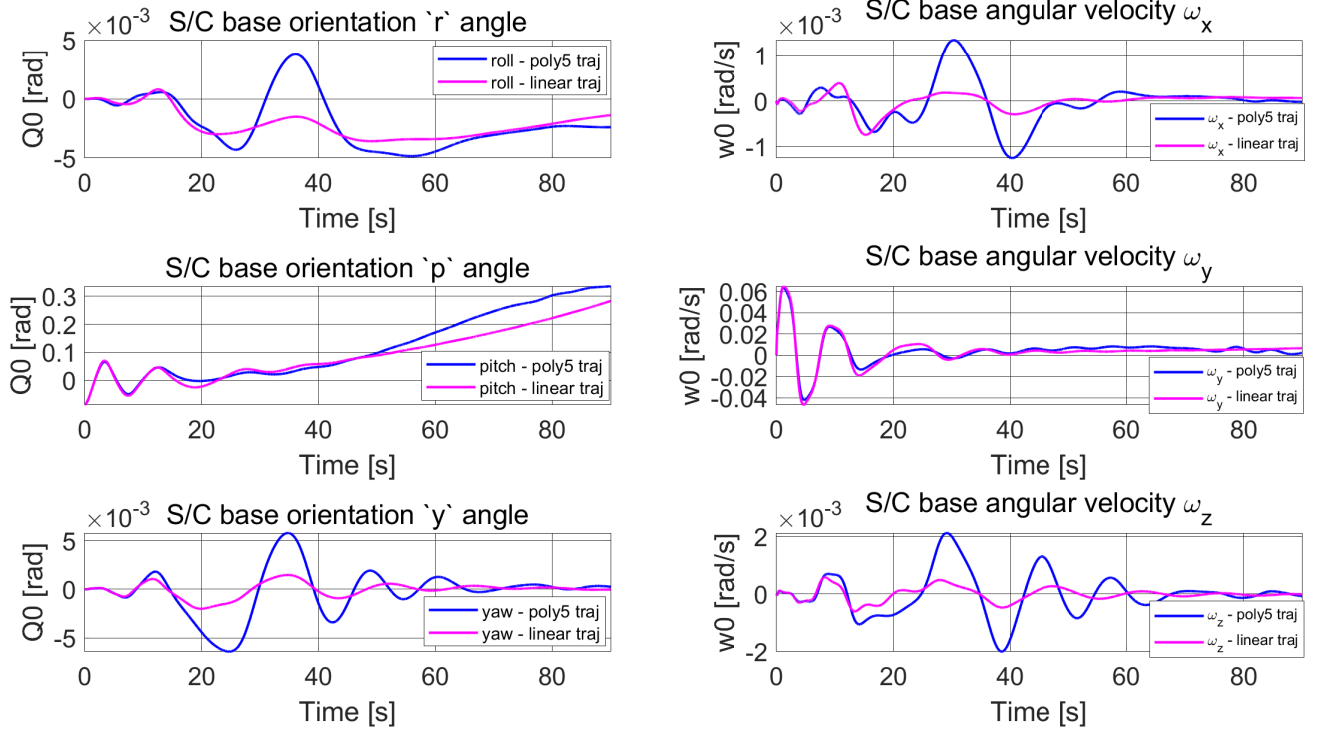 ×10⁻³ S/C base orientation `r` angle
5
0
-5
Q0 [rad]
roll - poly5 traj
roll - linear traj
0 20 40 60 80
Time [s]
×10⁻³ S/C base angular velocity ωₓ
1
0
-1
w0 [rad/s]
ωₓ - poly5 traj
ωₓ - linear traj
0 20 40 60 80
Time [s]
S/C base orientation `p` angle
0.3
0.2
0.1
0
Q0 [rad]
pitch - poly5 traj
pitch - linear traj
0 20 40 60 80
Time [s]
S/C base angular velocity ω_y
0.06
0.04
0.02
0
-0.02
-0.04
w0 [rad/s]
ω_y - poly5 traj
ω_y - linear traj
0 20 40 60 80
Time [s]
×10⁻³ S/C base orientation `y` angle
5
0
-5
Q0 [rad]
yaw - poly5 traj
yaw - linear traj
0 20 40 60 80
Time [s]
×10⁻³ S/C base angular velocity ω_z
2
0
-2
w0 [rad/s]
ω_z - poly5 traj
ω_z - linear traj
0 20 40 60 80
Time [s]